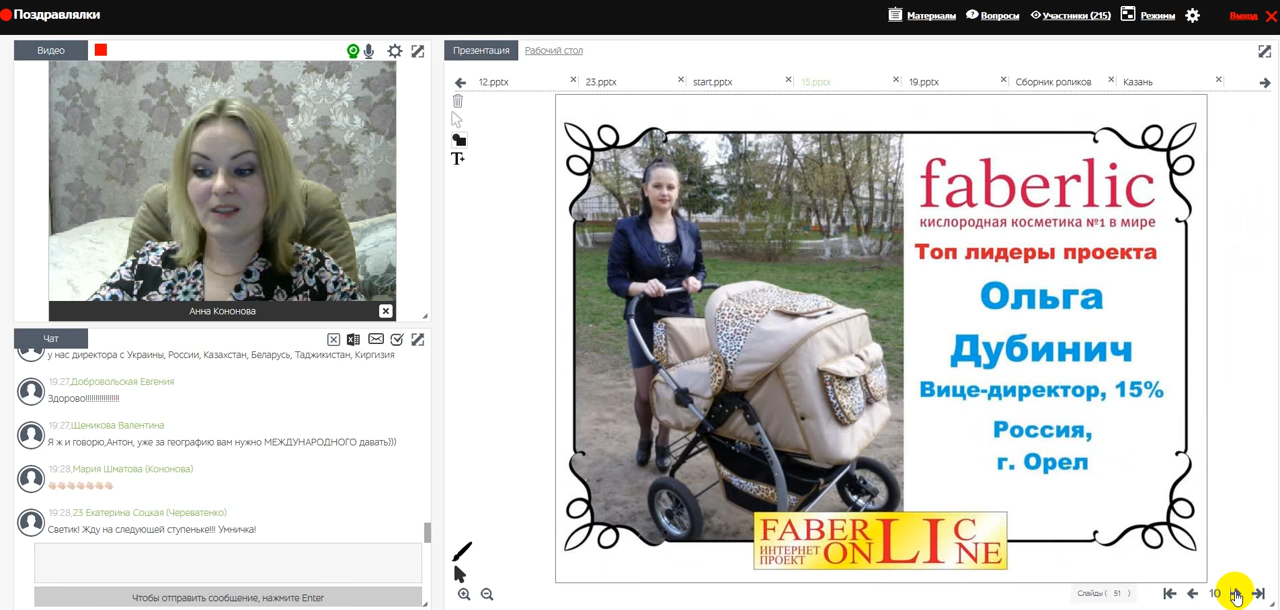 Поздравлялки
Материалы
Вопросы
Участники (215)
Режимы
Выход
Видео
Анна Кононова
Чат
у нас директора с Украины, России, Казахстан, Беларусь, Таджикистан, Киргизия
19:27,Добровольская Евгения
Здорово!!!!!!!!!!!!!!!!!
19:27,Щеникова Валентина
Я ж и говорю,Антон, уже за географию вам нужно МЕЖДУНАРОДНОГО давать)))
19:28,Мария Шматова (Кононова)
19:28,23 Екатерина Соцкая (Череватенко)
Светик! Жду на следующей ступеньке!!! Умничка!
Чтобы отправить сообщение, нажмите Enter
Презентация
Рабочий стол
12.pptx
23.pptx
start.pptx
15.pptx
19.pptx
Сборник роликов
Казань
faberlic
кислородная косметика №1 в мире
Топ лидеры проекта
Ольга
Дубинич
Вице-директор, 15%
Россия,
г. Орел
FABERLIC
ИНТЕРНЕТ ПРОЕКТ
ONLINE
Слайды ( 51 )
10